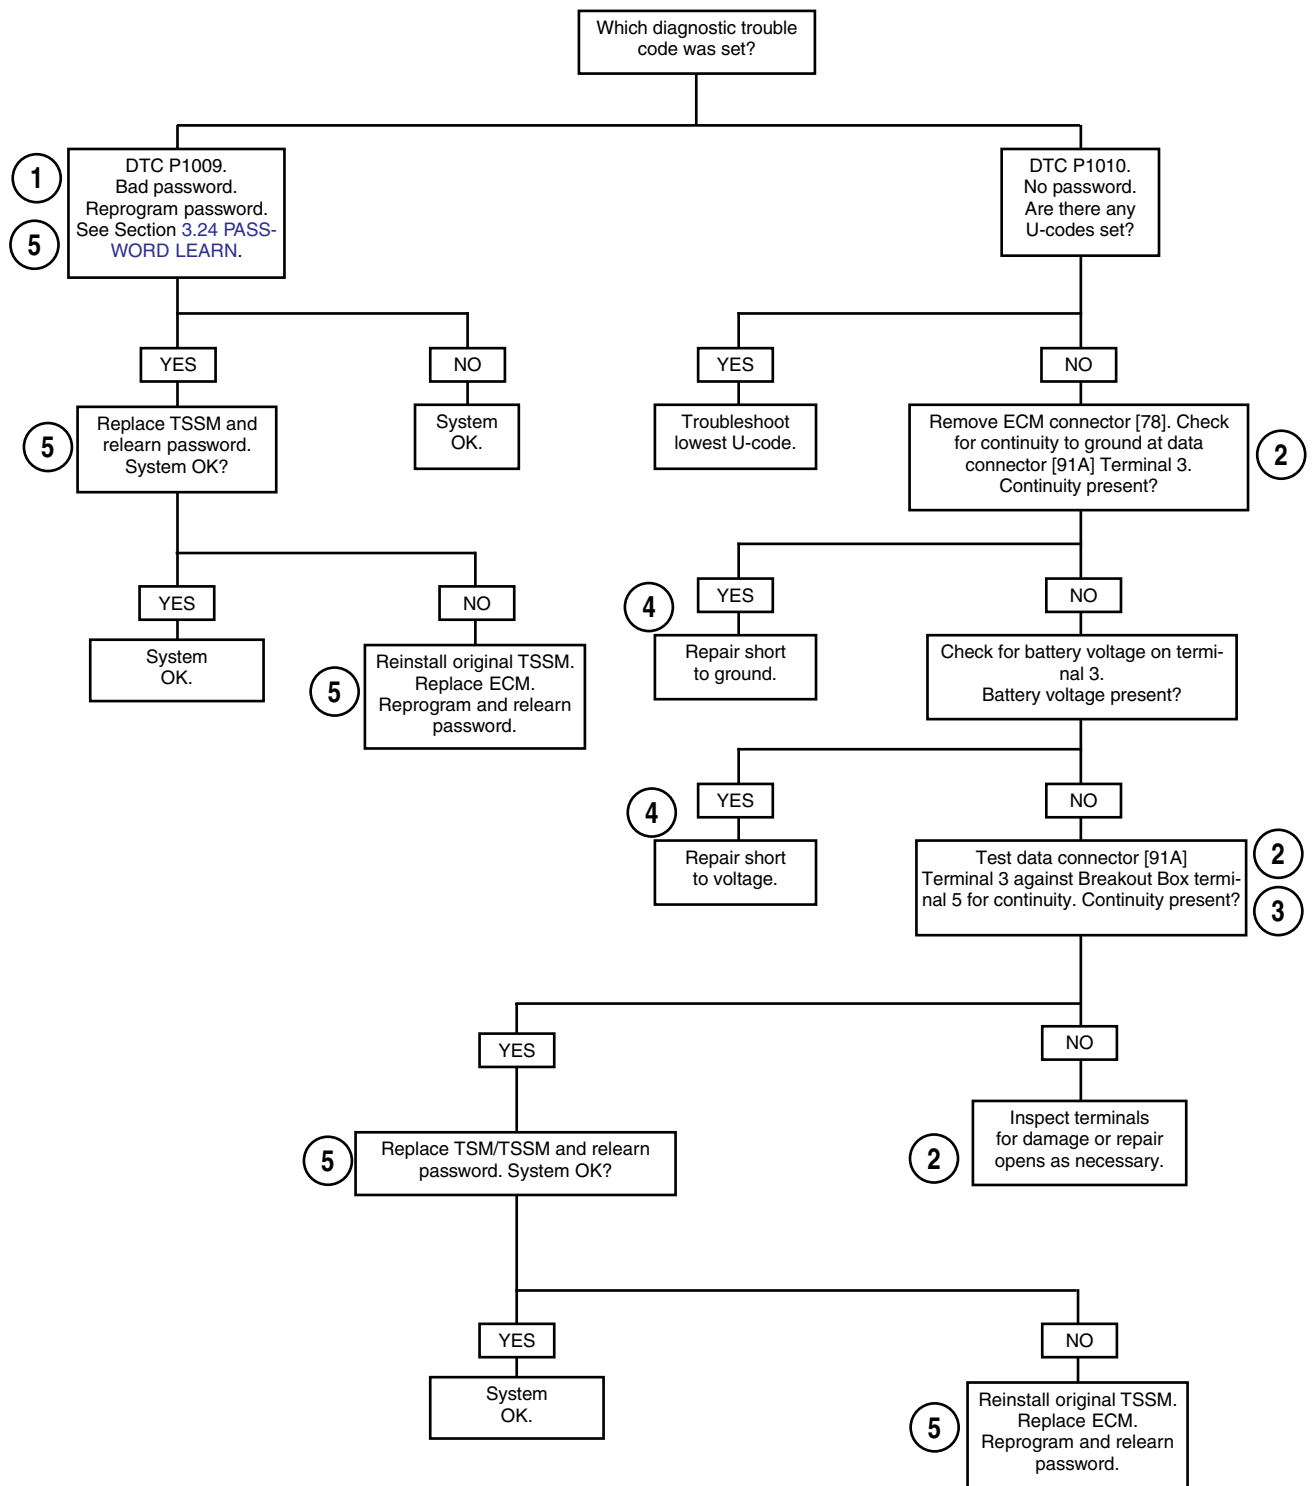 Which diagnostic trouble
code was set?
1
DTC P1009.
Bad password.
Reprogram password.
See Section 3.24 PASS-
WORD LEARN.
5
DTC P1010.
No password.
Are there any
U-codes set?
YES
NO
YES
NO
5
Replace TSSM and
relearn password.
System OK?
System
OK.
Troubleshoot
lowest U-code.
Remove ECM connector [78]. Check
for continuity to ground at data
connector [91A] Terminal 3.
Continuity present?
2
YES
NO
4
YES
NO
System
OK.
5
Reinstall original TSSM.
Replace ECM.
Reprogram and relearn
password.
Repair short
to ground.
Check for battery voltage on termi-
nal 3.
Battery voltage present?
4
YES
NO
Repair short
to voltage.
Test data connector [91A]
Terminal 3 against Breakout Box termi-
nal 5 for continuity. Continuity present?
2
3
YES
NO
5
Replace TSM/TSSM and relearn
password. System OK?
2
Inspect terminals
for damage or repair
opens as necessary.
YES
NO
System
OK.
5
Reinstall original TSSM.
Replace ECM.
Reprogram and relearn
password.